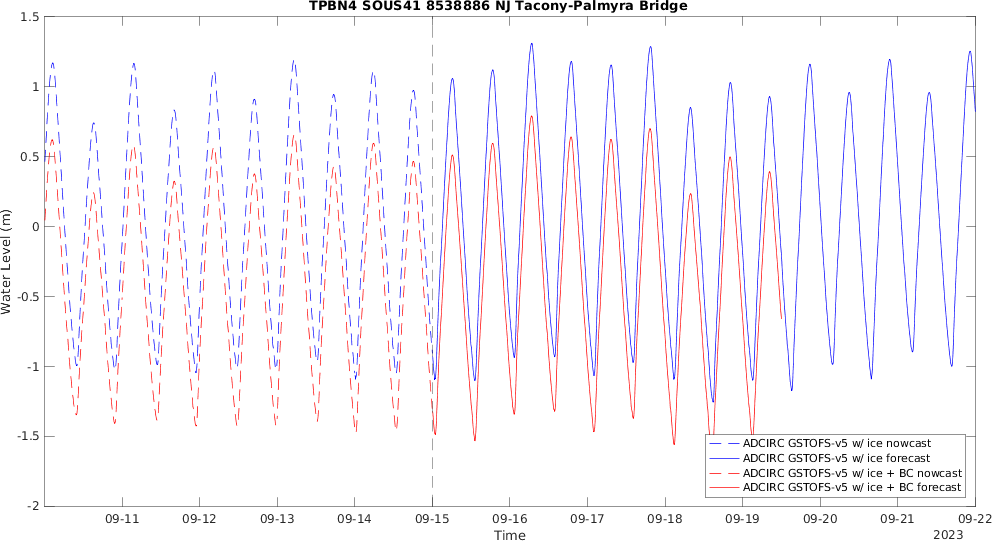 TPBN4 SOUS41 8538886 NJ Tacony-Palmyra Bridge
1.5
1
0.5
0
-0.5
-1
-1.5
-2
Water Level (m)
ADCIRC GSTOFS-v5 w/ ice nowcast
ADCIRC GSTOFS-v5 w/ ice forecast
ADCIRC GSTOFS-v5 w/ ice + BC nowcast
ADCIRC GSTOFS-v5 w/ ice + BC forecast
09-11 09-12 09-13 09-14 09-15 09-16 09-17 09-18 09-19 09-20 09-21 09-22
Time
2023